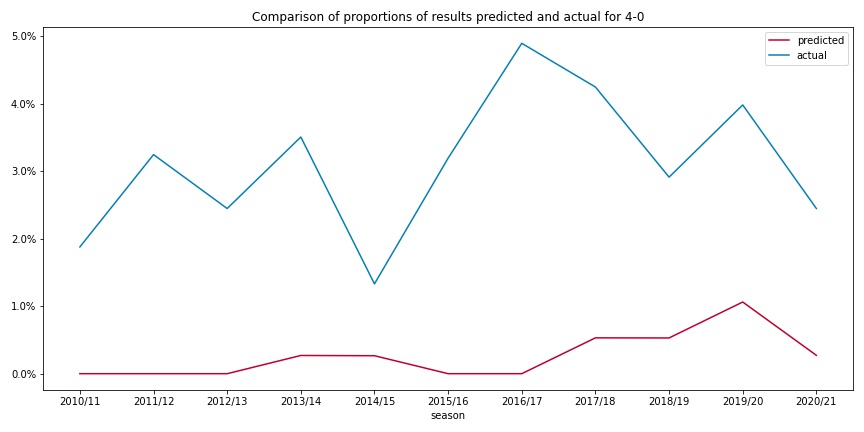 Comparison of proportions of results predicted and actual for 4-0
predicted
actual
5.0%
4.0%
3.0%
2.0%
1.0%
0.0%
2010/11 2011/12 2012/13 2013/14 2014/15 2015/16 2016/17 2017/18 2018/19 2019/20 2020/21
season